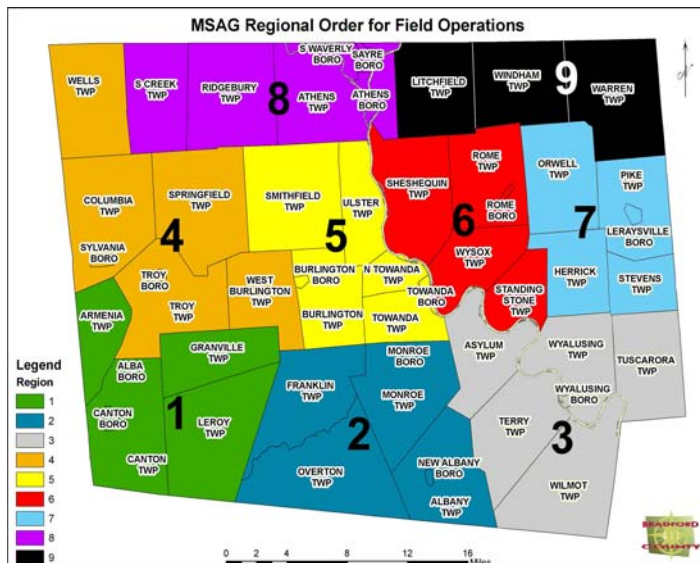 MSAG Regional Order for Field Operations
S WAVERLY
BORO
SAYRE
BORO
WELLS
TWP
S CREEK
TWP
RIDGEBURY
TWP
ATHENS
TWP
ATHENS
BORO
LITCHFIELD
TWP
WINDHAM
TWP
WARREN
TWP
8
9
N
COLUMBIA
TWP
SPRINGFIELD
TWP
SMITHFIELD
TWP
ULSTER
TWP
SHESHEQUIN
TWP
ROME
TWP
ROME
BORO
ORWELL
TWP
PIKE
TWP
LERAYSVILLE
BORO
4
5
6
7
SYLVANIA
BORO
TROY
BORO
TROY
TWP
WEST
BURLINGTON
TWP
BURLINGTON
BORO
BURLINGTON
TWP
N TOWANDA
TWP
TOWANDA
BORO
TOWANDA
TWP
WYSOX
TWP
STANDING
STONE
TWP
HERRICK
TWP
STEVENS
TWP
ARMENIA
TWP
ALBA
BORO
GRANVILLE
TWP
CANTON
BORO
LEROY
TWP
CANTON
TWP
1
FRANKLIN
TWP
MONROE
BORO
MONROE
TWP
OVERTON
TWP
NEW ALBANY
BORO
ALBANY
TWP
2
ASYLUM
TWP
WYALUSING
TWP
WYALUSING
BORO
TUSCARORA
TWP
TERRY
TWP
WILMOT
TWP
3
Legend
Region
1
2
3
4
5
6
7
8
9
0 2 4 8 12 16
Miles
BRADFORD
COUNTY